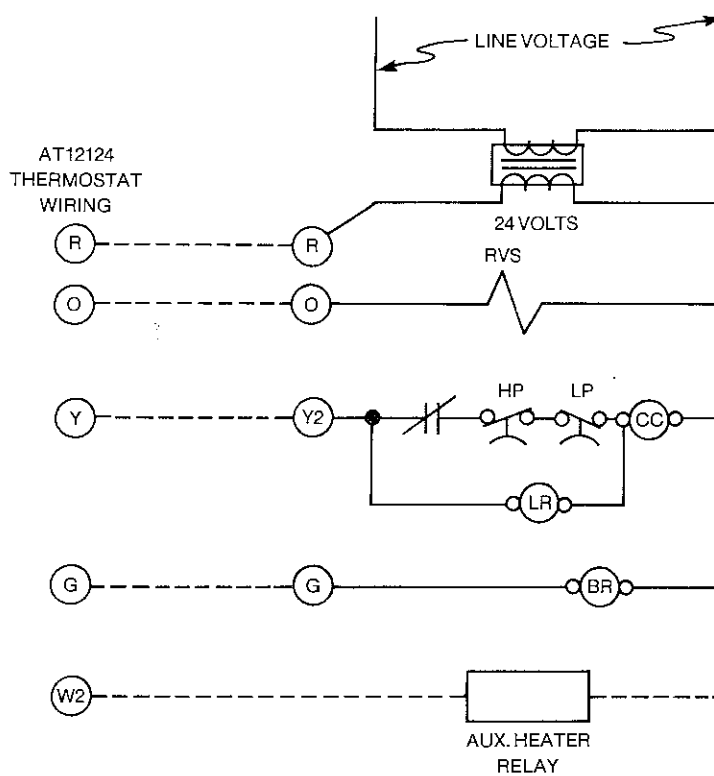 LINE VOLTAGE
AT12124
THERMOSTAT
WIRING
24 VOLTS
R R
RVS
O O
HP LP
Y Y2 CC
LR
G G BR
W2
AUX. HEATER
RELAY